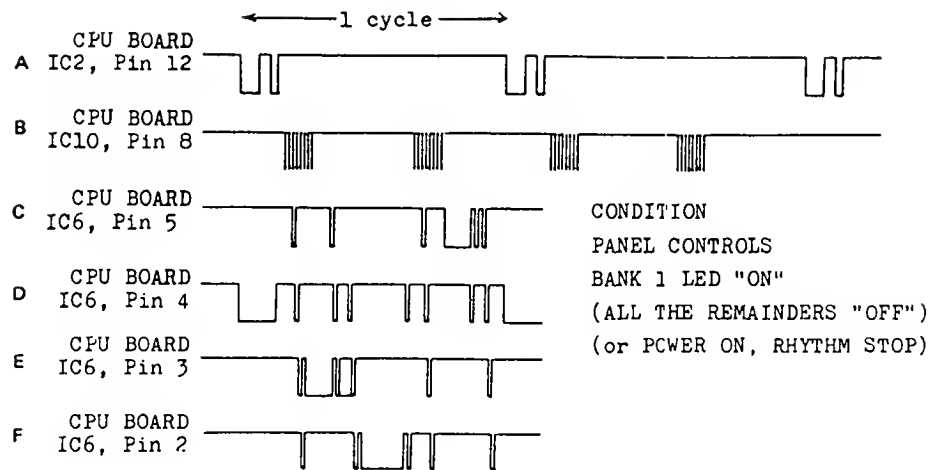 1 cycle
CPU BOARD
A IC2, Pin 12
CPU BOARD
B IC10, Pin 8
CPU BOARD
C IC6, Pin 5
CPU BOARD
D IC6, Pin 4
CPU BOARD
E IC6, Pin 3
CPU BOARD
F IC6, Pin 2
CONDITION
PANEL CONTROLS
BANK 1 LED "ON"
(ALL THE REMAINDERS "OFF")
(or POWER ON, RHYTHM STOP)